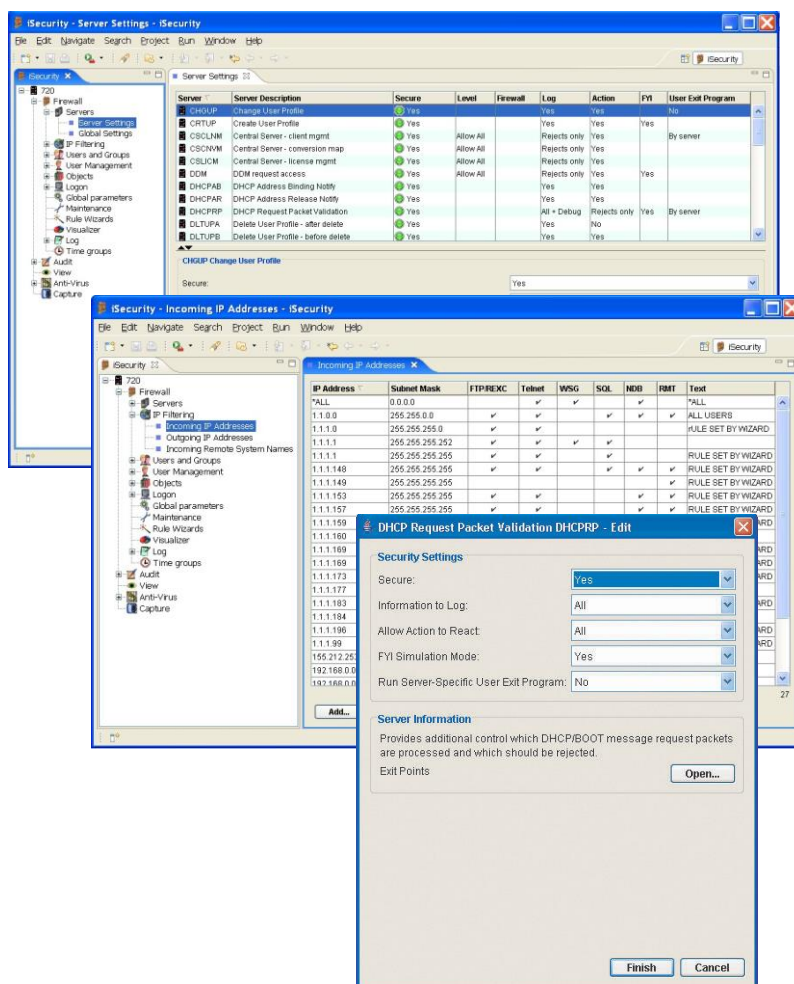 iSecurity - Server Settings - iSecurity
File Edit Navigate Search Project Run Window Help
iSecurity
iSecurity
Server Settings
720
Firewall
Servers
Server Settings
Global Settings
IP Filtering
Users and Groups
User Management
Objects
Logon
Global parameters
Maintenance
Rule Wizards
Visualizer
Log
Time groups
Audit
View
Anti-Virus
Capture
Server Server Description Secure Level Firewall Log Action FYI User Exit Program
CHGUP Change User Profile Yes Yes Yes No
CRTUP Create User Profile Yes Yes Yes Yes
CSCLNM Central Server - client mgmt Yes Allow All Rejects only Yes By server
CSCNVM Central Server - conversion map Yes Allow All Rejects only Yes
CSLICM Central Server - license mgmt Yes Allow All Rejects only Yes
DDM DDM request access Yes Allow All Rejects only Yes Yes
DHCPAB DHCP Address Binding Notify Yes Yes Yes
DHCPAR DHCP Address Release Notify Yes Yes Yes
DHCPRP DHCP Request Packet Validation Yes All + Debug Rejects only Yes By server
DLTUPA Delete User Profile - after delete Yes Yes No
DLTUPB Delete User Profile - before delete Yes Yes Yes
CHGUP Change User Profile
Secure: Yes
iSecurity - Incoming IP Addresses - iSecurity
File Edit Navigate Search Project Run Window Help
iSecurity
iSecurity
Incoming IP Addresses
720
Firewall
Servers
IP Filtering
Incoming IP Addresses
Outgoing IP Addresses
Incoming Remote System Names
Users and Groups
User Management
Objects
Logon
Global parameters
Maintenance
Rule Wizards
Visualizer
Log
Time groups
Audit
View
Anti-Virus
Capture
IP Address Subnet Mask FTP/REXC Telnet WSG SQL NDB RMT Text
*ALL 0.0.0.0 *ALL
1.1.0.0 255.255.0.0 ALL USERS
1.1.1.0 255.255.255.0 rULE SET BY WIZARD
1.1.1.1 255.255.255.252
1.1.1.1 255.255.255.255 RULE SET BY WIZARD
1.1.1.148 255.255.255.255 RULE SET BY WIZARD
1.1.1.149 255.255.255.255 RULE SET BY WIZARD
1.1.1.153 255.255.255.255 RULE SET BY WIZARD
1.1.1.157 255.255.255.255 RULE SET BY WIZARD
1.1.1.159
1.1.1.160
1.1.1.169
1.1.1.169
1.1.1.173
1.1.1.177
1.1.1.183
1.1.1.184
1.1.1.196
1.1.1.99
27
Add...
DHCP Request Packet Validation DHCPRP - Edit
Security Settings
Secure: Yes
Information to Log: All
Allow Action to React: All
FYI Simulation Mode: Yes
Run Server-Specific User Exit Program: No
Server Information
Provides additional control which DHCP/BOOT message request packets
are processed and which should be rejected.
Exit Points
Open...
Finish Cancel